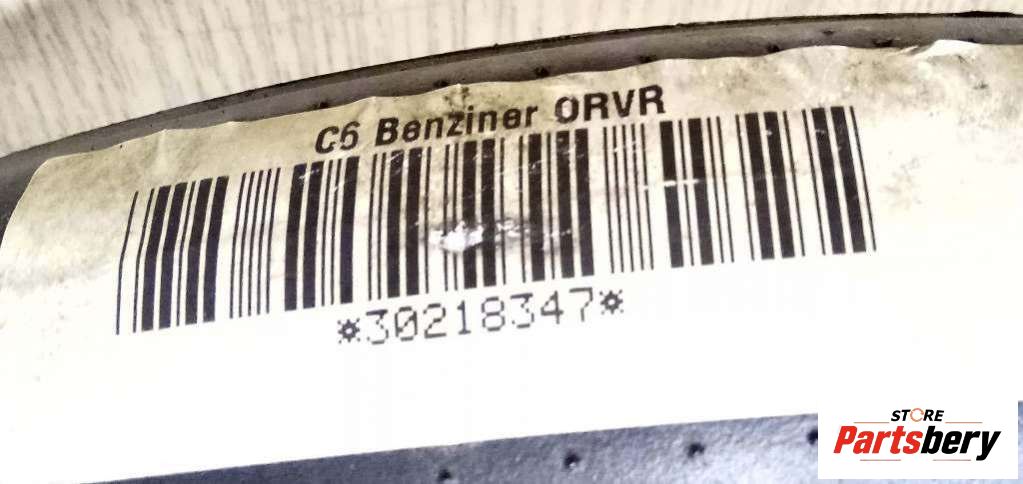 C6 Benziner ORVR
*30218347*
STORE
Partsbery